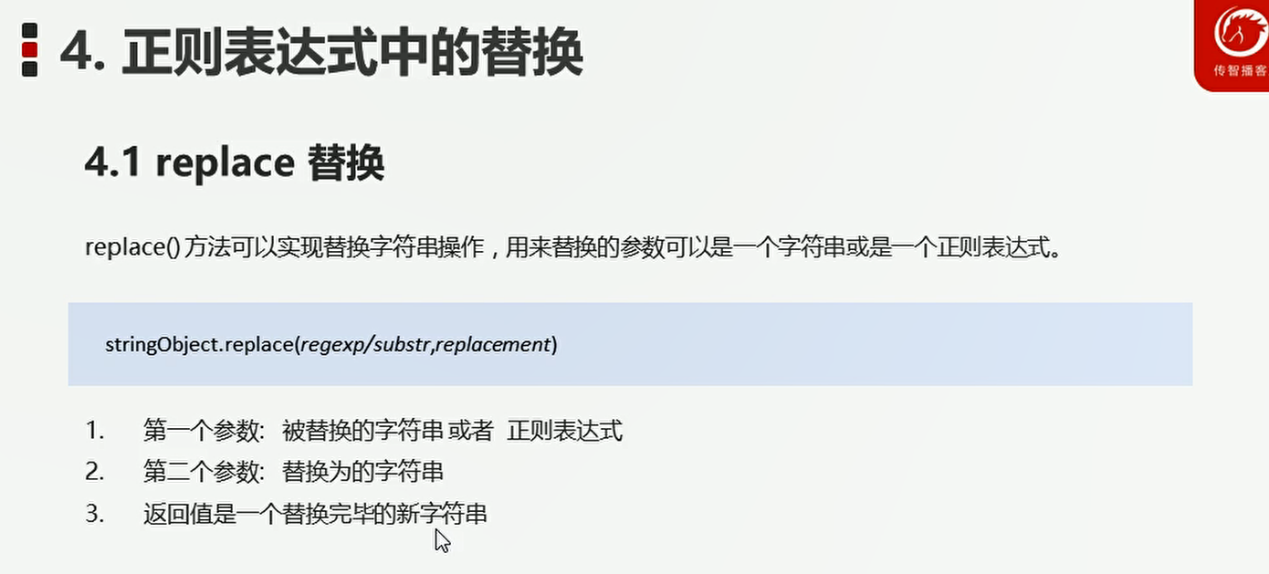 4. 正则表达式中的替换
传智播客
4.1 replace 替换
replace() 方法可以实现替换字符串操作，用来替换的参数可以是一个字符串或是一个正则表达式。
stringObject.replace(regexp/substr,replacement)
1. 第一个参数: 被替换的字符串 或者 正则表达式
2. 第二个参数: 替换为的字符串
3. 返回值是一个替换完毕的新字符串